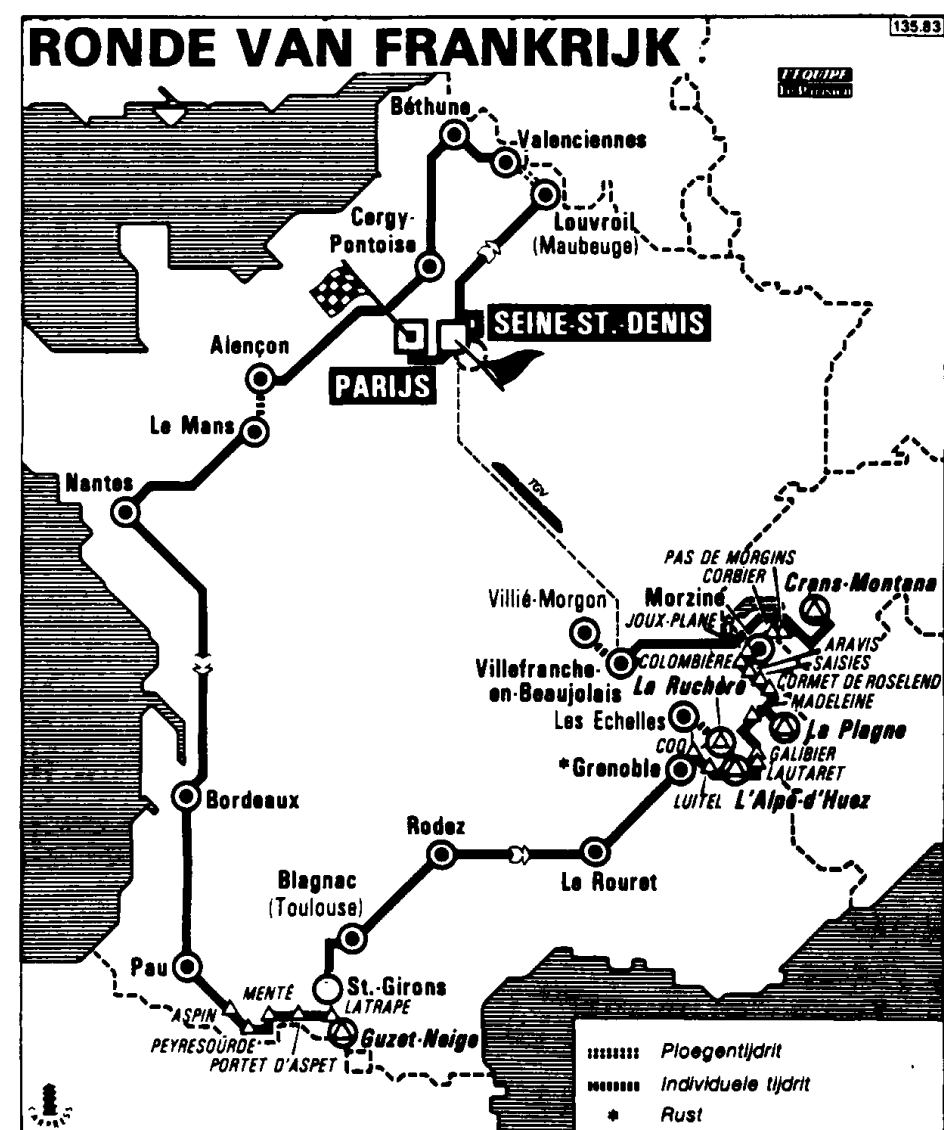 RONDE VAN FRANKRIJK
135.83
L'EQUIPE
Béthune
Valenciennes
Cergy-
Pontoise
Louvroil
(Maubeuge)
SEINE-ST.-DENIS
Alençon
PARIJS
Le Mans
Nantes
TGV
PAS DE MORGINS
CORBIER
Crans-Montana
Villié-Morgon
Morzine
JOUX-PLANE
ARAVIS
COLOMBIÈRE
SAISIES
Villefranche-
en-Beaujolais
La Ruchère
CORMET DE ROSELEND
MADELEINE
Les Echelles
La Plagne
COQ
GALIBIER
*Grenoble
LAUTARET
LUITEL
L'Alpe-d'Huez
Bordeaux
Rodez
Le Rouret
Blagnac
(Toulouse)
Pau
St.-Girons
MENTÉ
LATRAPE
ASPIN
Guzet-Neige
PEYRESOURDE
PORTET D'ASPET
Ploegentijdrit
Individuele tijdrit
* Rust